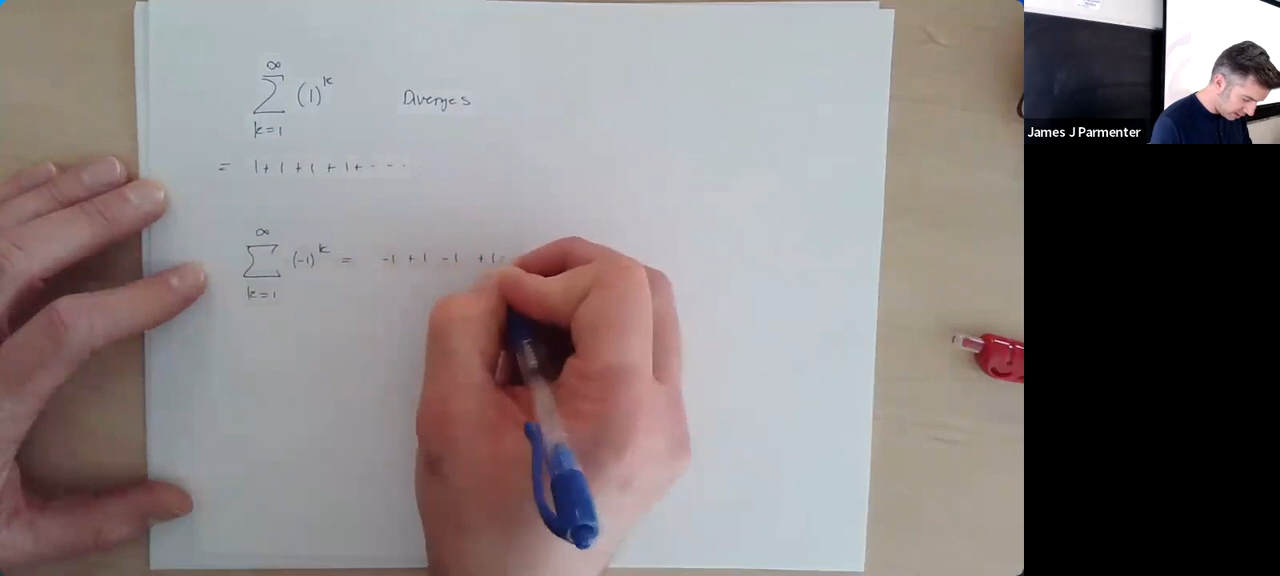 ∞
Σ (1)^k Diverges
k=1
= 1+1+1+1+-----
∞
Σ (-1)^k = -1 +1 -1 +1
k=1
James J Parmenter